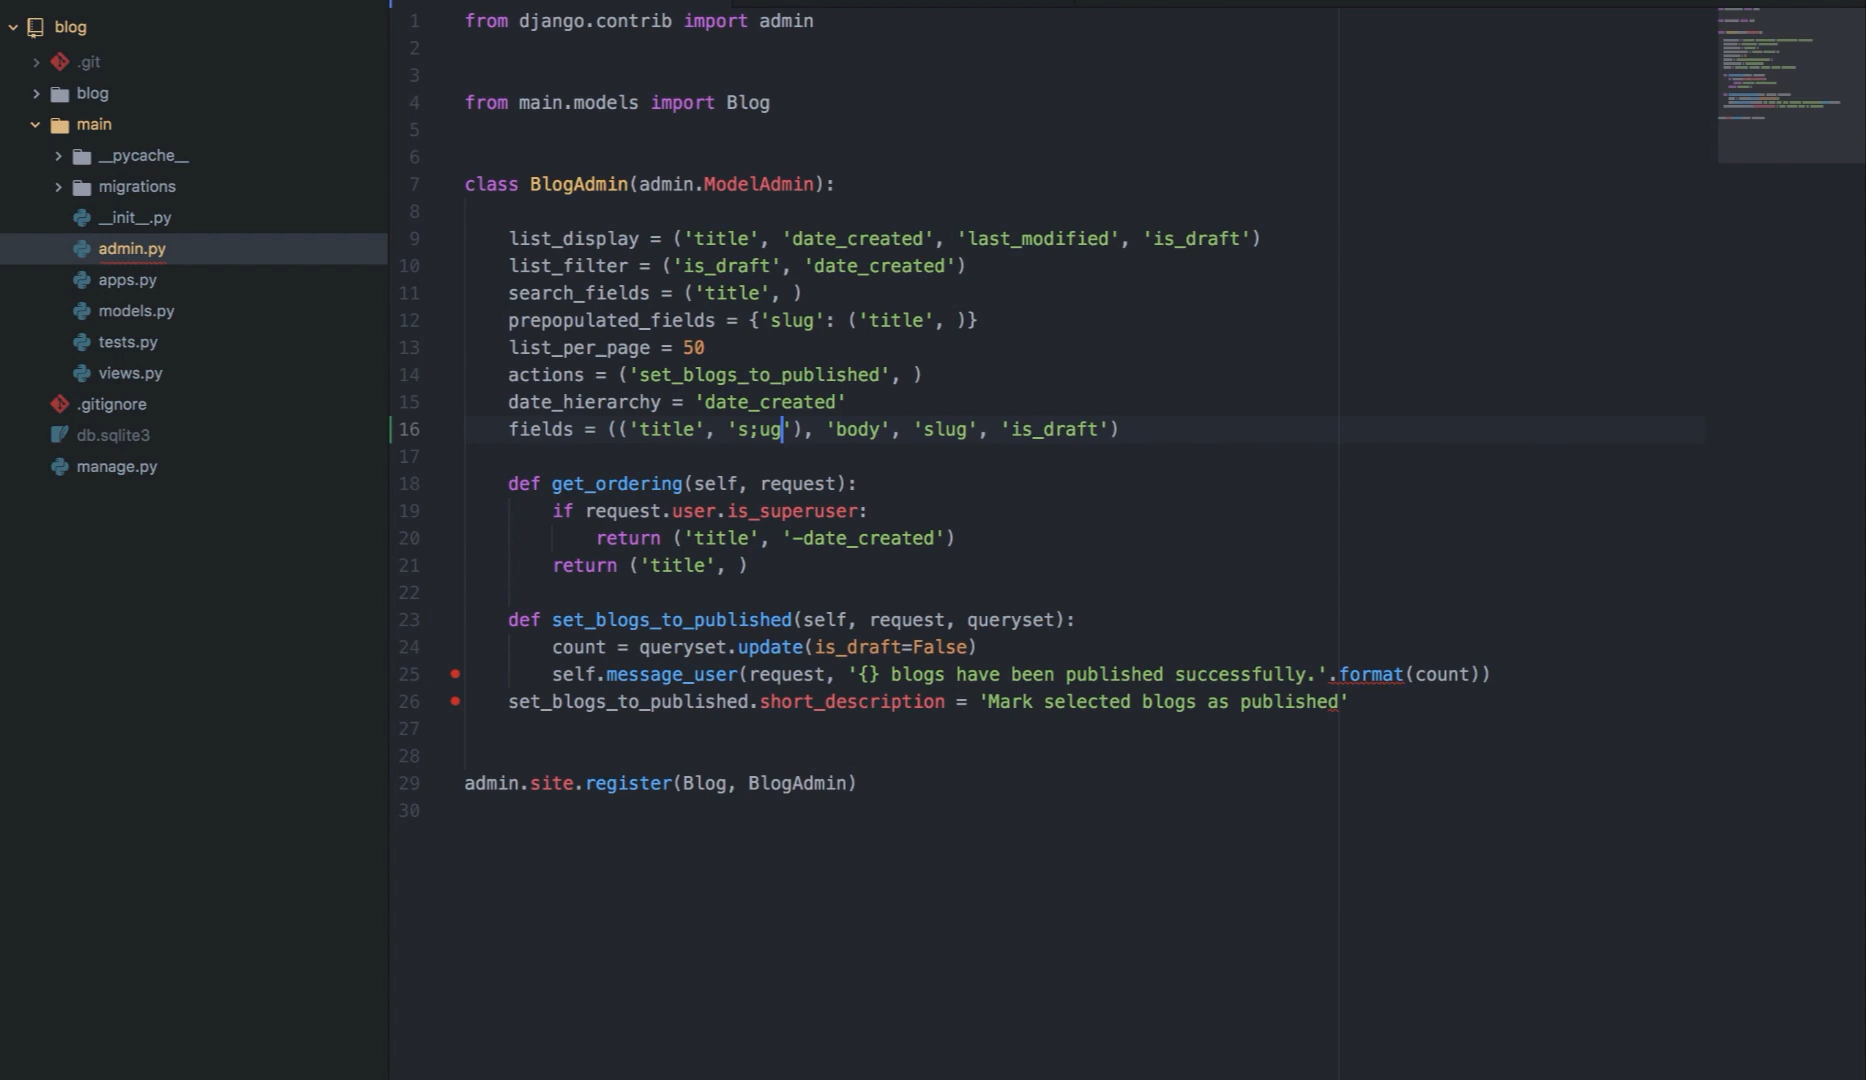 blog
.git
blog
main
__pycache__
migrations
__init__.py
admin.py
apps.py
models.py
tests.py
views.py
.gitignore
db.sqlite3
manage.py
1 from django.contrib import admin
2
3
4 from main.models import Blog
5
6
7 class BlogAdmin(admin.ModelAdmin):
8
9     list_display = ('title', 'date_created', 'last_modified', 'is_draft')
10     list_filter = ('is_draft', 'date_created')
11     search_fields = ('title', )
12     prepopulated_fields = {'slug': ('title', )}
13     list_per_page = 50
14     actions = ('set_blogs_to_published', )
15     date_hierarchy = 'date_created'
16     fields = (('title', 's;ug'), 'body', 'slug', 'is_draft')
17
18     def get_ordering(self, request):
19         if request.user.is_superuser:
20             return ('title', '-date_created')
21         return ('title', )
22
23     def set_blogs_to_published(self, request, queryset):
24         count = queryset.update(is_draft=False)
25         self.message_user(request, '{} blogs have been published successfully.'.format(count))
26     set_blogs_to_published.short_description = 'Mark selected blogs as published'
27
28
29 admin.site.register(Blog, BlogAdmin)
30